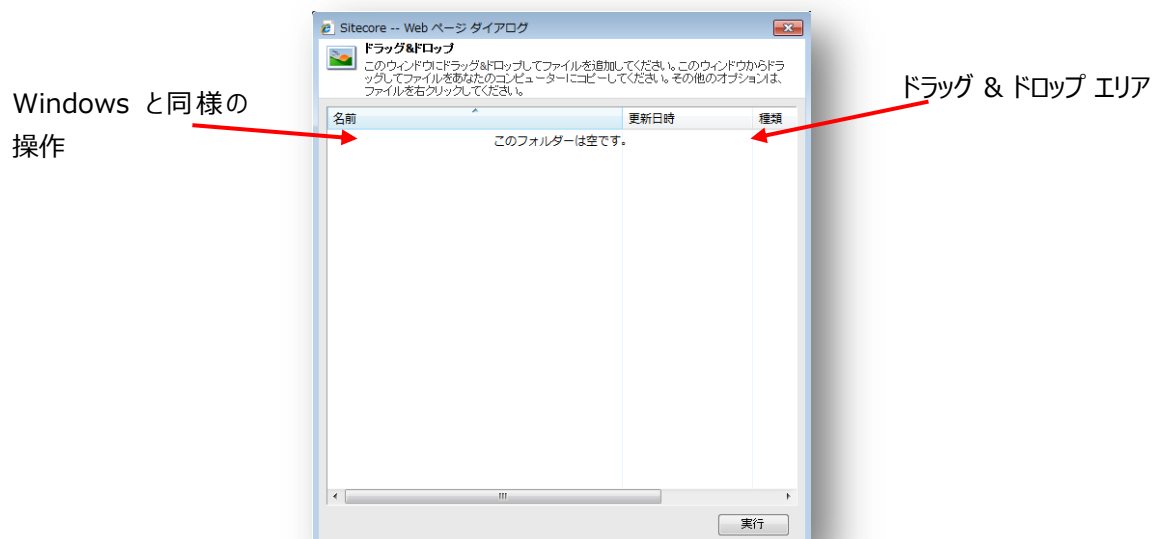 Sitecore -- Web ページ ダイアログ
ドラッグ&ドロップ
このウィンドウにドラッグ&ドロップしてファイルを追加してください。このウィンドウからドラ
ッグしてファイルをあなたのコンピューターにコピーしてください。その他のオプションは、
ファイルを右クリックしてください。
Windows と同様の
操作
ドラッグ & ドロップ エリア
名前
更新日時
種類
このフォルダーは空です。
実行